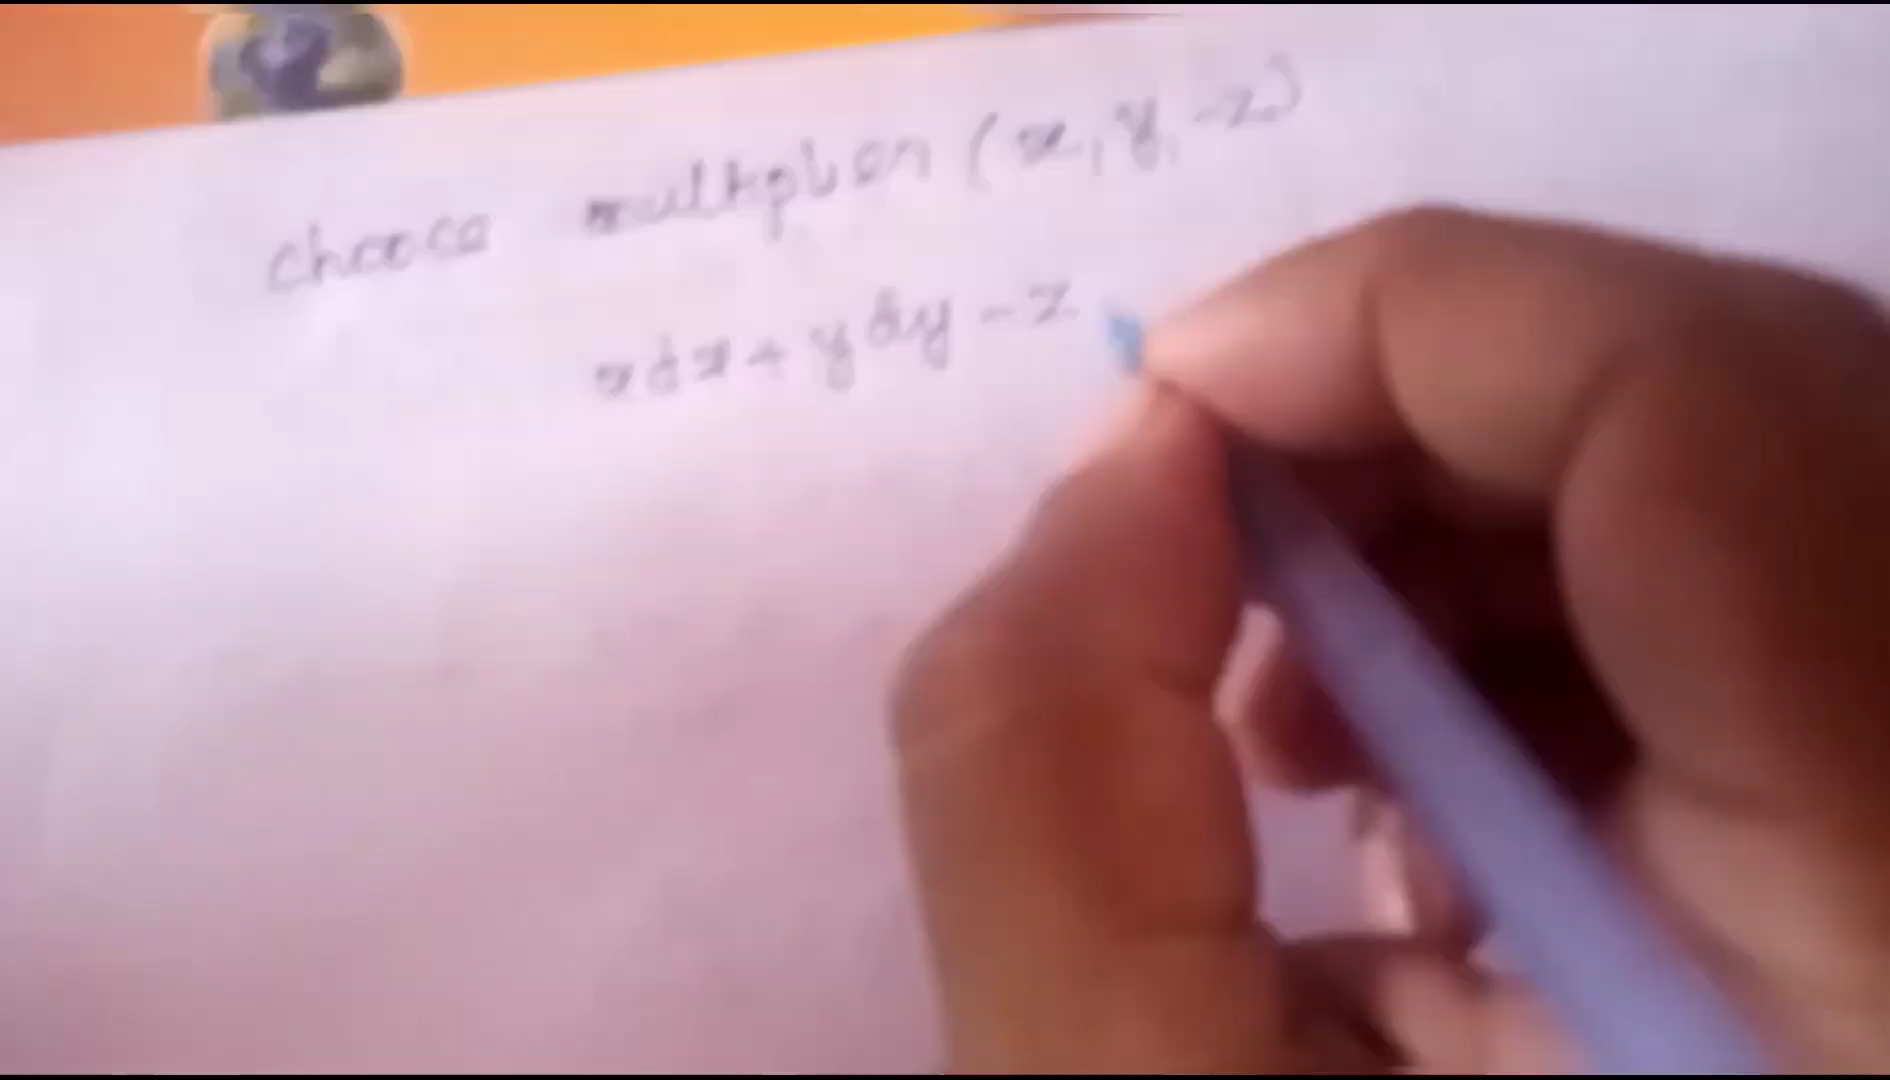 choose multiplier (x, y, -z)
xdx + ydy - z